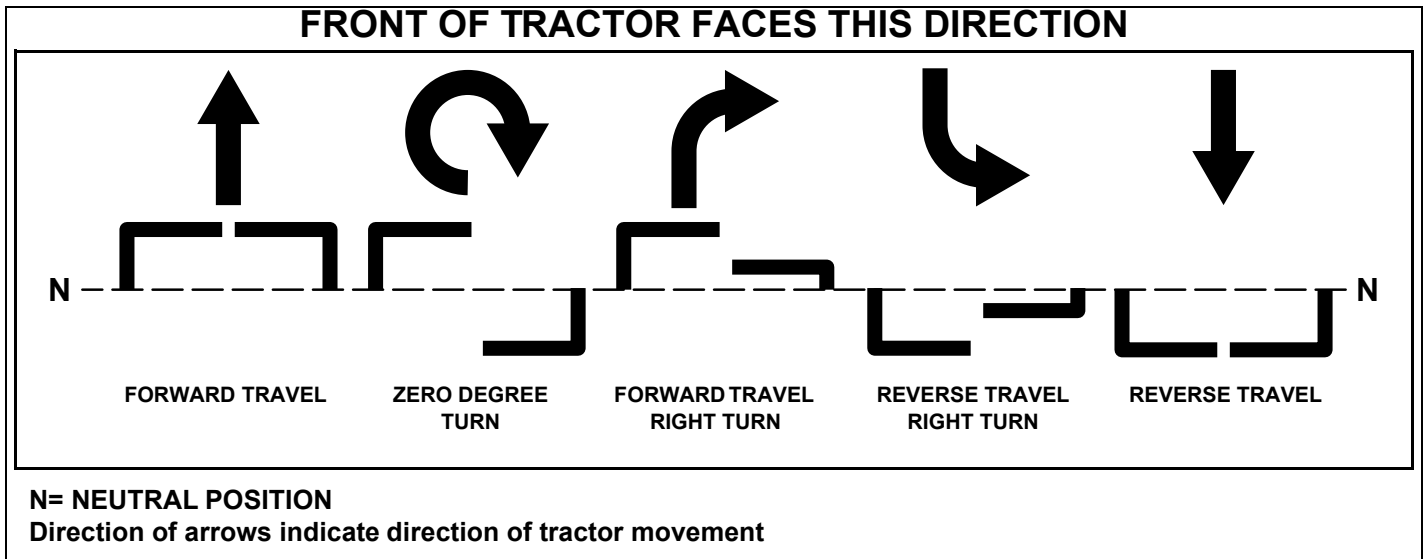 FRONT OF TRACTOR FACES THIS DIRECTION
N N
FORWARD TRAVEL
ZERO DEGREE
TURN
FORWARD TRAVEL
RIGHT TURN
REVERSE TRAVEL
RIGHT TURN
REVERSE TRAVEL
N= NEUTRAL POSITION
Direction of arrows indicate direction of tractor movement